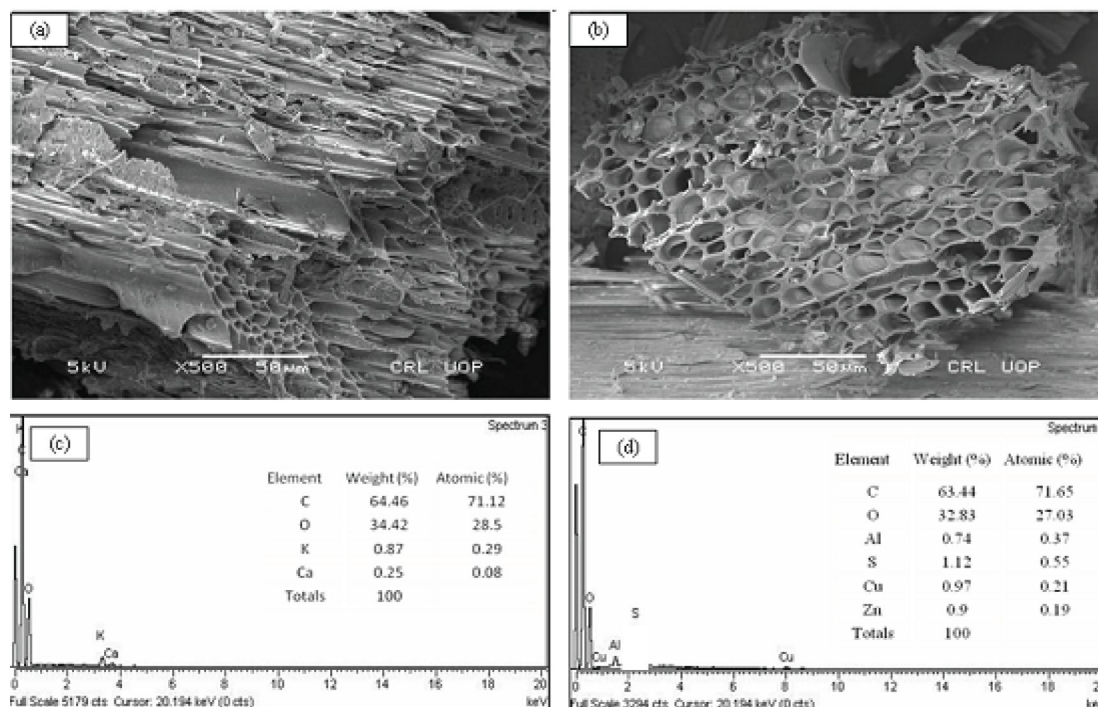 (a)
5kV X500 50μm CRL UOP
(b)
5kV X500 50μm CRL UOP
(c)
Spectrum 3
K
C
Ca
O
K
Ca
Element Weight (%) Atomic (%)
C 64.46 71.12
O 34.42 28.5
K 0.87 0.29
Ca 0.25 0.08
Totals 100
0 2 4 6 8 10 12 14 16 18 20
Full Scale 5179 cts Cursor: 20.194 keV (0 cts) keV
(d)
Spectrum
C
O
S
Cu
Al
Cu
Element Weight (%) Atomic (%)
C 63.44 71.65
O 32.83 27.03
Al 0.74 0.37
S 1.12 0.55
Cu 0.97 0.21
Zn 0.9 0.19
Totals 100
0 2 4 6 8 10 12 14 16 18
Full Scale 3294 cts Cursor: 20.194 keV (0 cts)